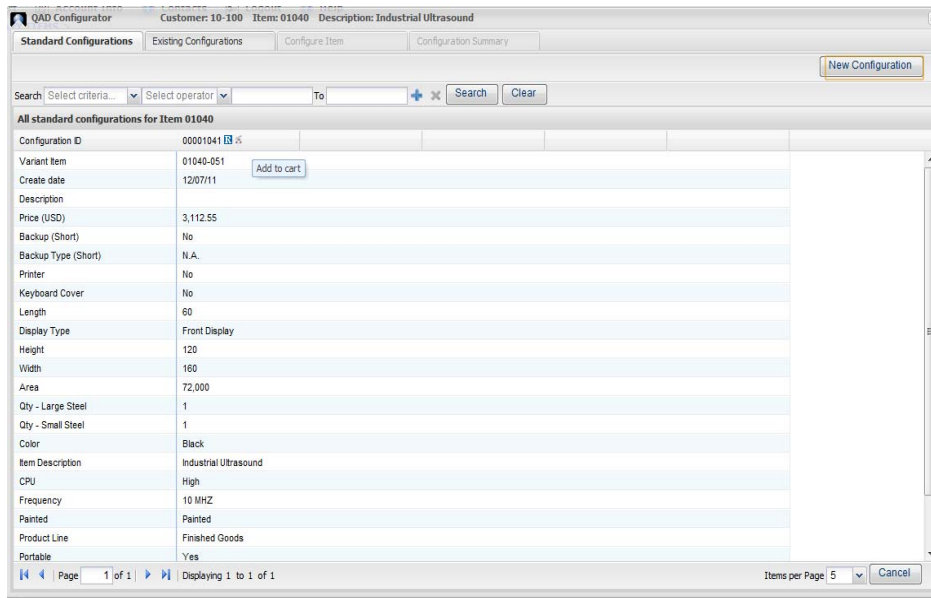 QAD Configurator Customer: 10-100 Item: 01040 Description: Industrial Ultrasound
Standard Configurations Existing Configurations Configure Item Configuration Summary
New Configuration
Search Select criteria... Select operator To Search Clear
All standard configurations for Item 01040
Configuration ID 00001041 R
Variant Item 01040-051
Add to cart
Create date 12/07/11
Description
Price (USD) 3,112.55
Backup (Short) No
Backup Type (Short) N.A.
Printer No
Keyboard Cover No
Length 60
Display Type Front Display
Height 120
Width 160
Area 72,000
Qty - Large Steel 1
Qty - Small Steel 1
Color Black
Item Description Industrial Ultrasound
CPU High
Frequency 10 MHZ
Painted Painted
Product Line Finished Goods
Portable Yes
Page 1 of 1 Displaying 1 to 1 of 1 Items per Page 5 Cancel